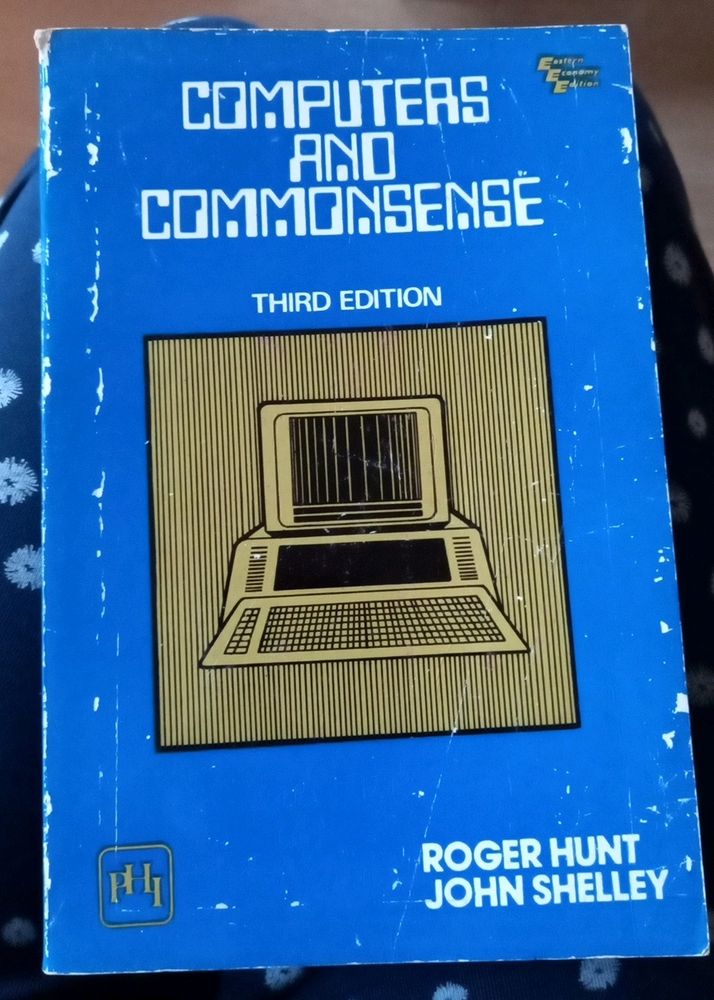 Eastern
Economy
Edition
COMPUTERS
AND
COMMONSENSE
THIRD EDITION
PHI
ROGER HUNT
JOHN SHELLEY